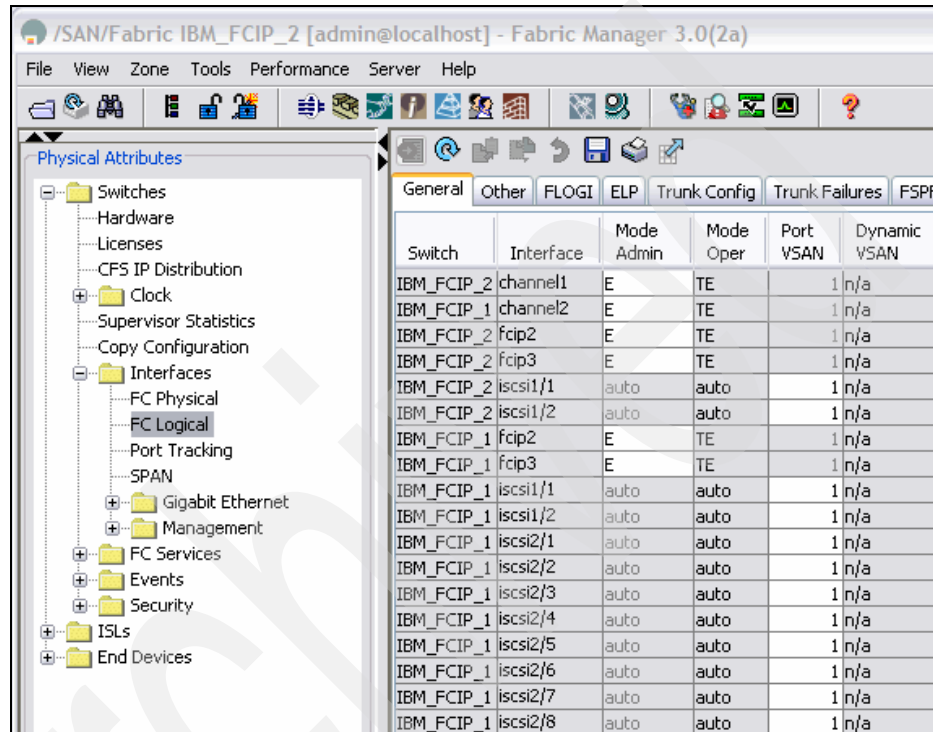 /SAN/Fabric IBM_FCIP_2 [admin@localhost] - Fabric Manager 3.0(2a)
File View Zone Tools Performance Server Help
Physical Attributes
Switches
Hardware
Licenses
CFS IP Distribution
Clock
Supervisor Statistics
Copy Configuration
Interfaces
FC Physical
FC Logical
Port Tracking
SPAN
Gigabit Ethernet
Management
FC Services
Events
Security
ISLs
End Devices
General Other FLOGI ELP Trunk Config Trunk Failures
Mode Mode Port Dynamic
Switch Interface Admin Oper VSAN VSAN
IBM_FCIP_2 channel1 E TE 1 n/a
IBM_FCIP_1 channel2 E TE 1 n/a
IBM_FCIP_2 fcip2 E TE 1 n/a
IBM_FCIP_2 fcip3 E TE 1 n/a
IBM_FCIP_2 iscsi1/1 auto auto 1 n/a
IBM_FCIP_2 iscsi1/2 auto auto 1 n/a
IBM_FCIP_1 fcip2 E TE 1 n/a
IBM_FCIP_1 fcip3 E TE 1 n/a
IBM_FCIP_1 iscsi1/1 auto auto 1 n/a
IBM_FCIP_1 iscsi1/2 auto auto 1 n/a
IBM_FCIP_1 iscsi2/1 auto auto 1 n/a
IBM_FCIP_1 iscsi2/2 auto auto 1 n/a
IBM_FCIP_1 iscsi2/3 auto auto 1 n/a
IBM_FCIP_1 iscsi2/4 auto auto 1 n/a
IBM_FCIP_1 iscsi2/5 auto auto 1 n/a
IBM_FCIP_1 iscsi2/6 auto auto 1 n/a
IBM_FCIP_1 iscsi2/7 auto auto 1 n/a
IBM_FCIP_1 iscsi2/8 auto auto 1 n/a